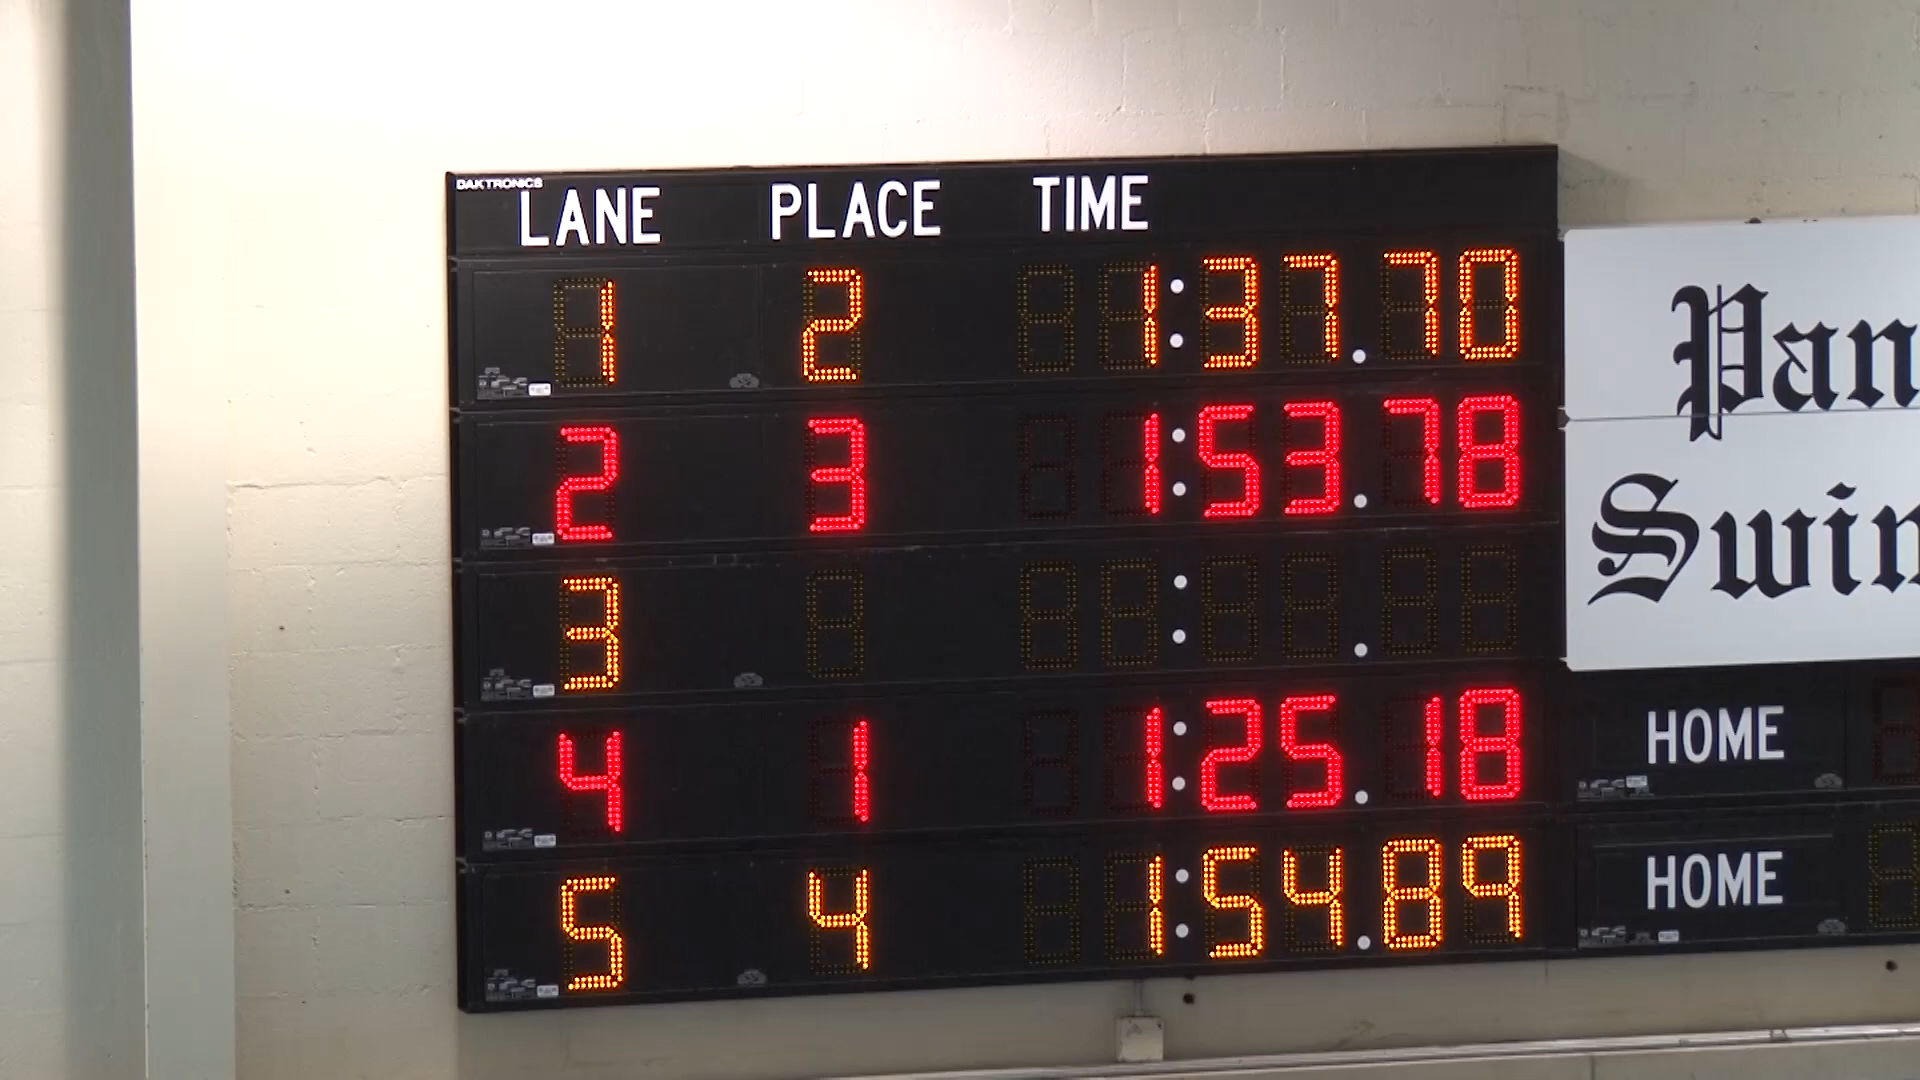 DAKTRONICS
LANE PLACE TIME
1 2 1:37.70
2 3 1:53.78
3
4 1 1:25.18
5 4 1:54.89
Pan
Swim
HOME
HOME